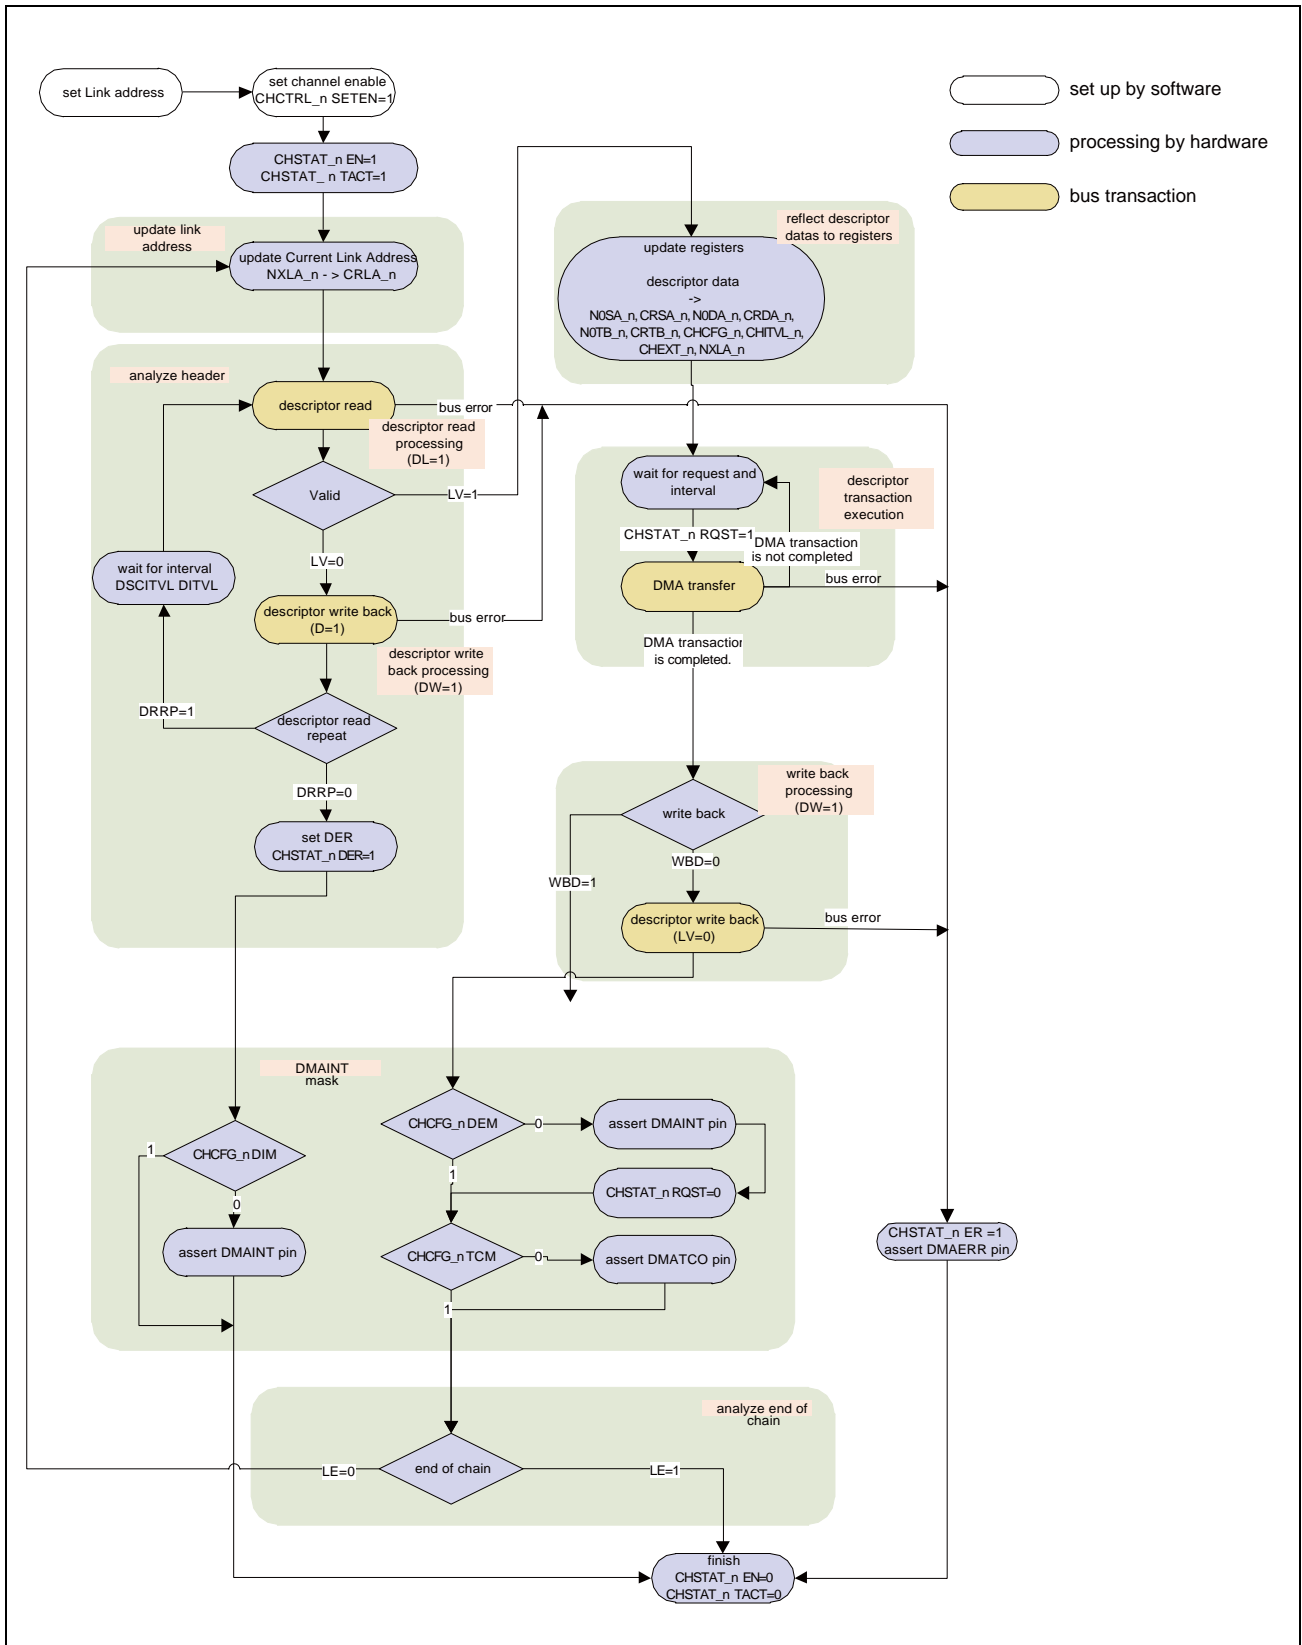 set Link address
set channel enable
CHCTRL_n SETEN=1
set up by software
processing by hardware
bus transaction
CHSTAT_n EN=1
CHSTAT_ n TACT=1
update link
address
update Current Link Address
NXLA_n - > CRLA_n
reflect descriptor
datas to registers
update registers
descriptor data
->
N0SA_n, CRSA_n, N0DA_n, CRDA_n,
N0TB_n, CRTB_n, CHCFG_n, CHITVL_n,
CHEXT_n, NXLA_n
analyze header
descriptor read
bus error
descriptor read
processing
(DL=1)
Valid
LV=1
LV=0
wait for interval
DSCITVL DITVL
descriptor write back
(D=1)
bus error
descriptor write
back processing
(DW=1)
DRRP=1
descriptor read
repeat
DRRP=0
set DER
CHSTAT_n DER=1
wait for request and
interval
descriptor
transaction
execution
CHSTAT_n RQST=1
DMA transaction
is not completed
DMA transfer
bus error
DMA transaction
is completed.
write back
processing
(DW=1)
write back
WBD=0
WBD=1
descriptor write back
(LV=0)
bus error
DMAINT
mask
CHCFG_n DIM
1
0
assert DMAINT pin
CHCFG_n DEM
0
assert DMAINT pin
1
CHSTAT_n RQST=0
CHCFG_n TCM
0
assert DMATCO pin
1
CHSTAT_n ER =1
assert DMAERR pin
analyze end of
chain
LE=0
end of chain
LE=1
finish
CHSTAT_n EN=0
CHSTAT_n TACT=0